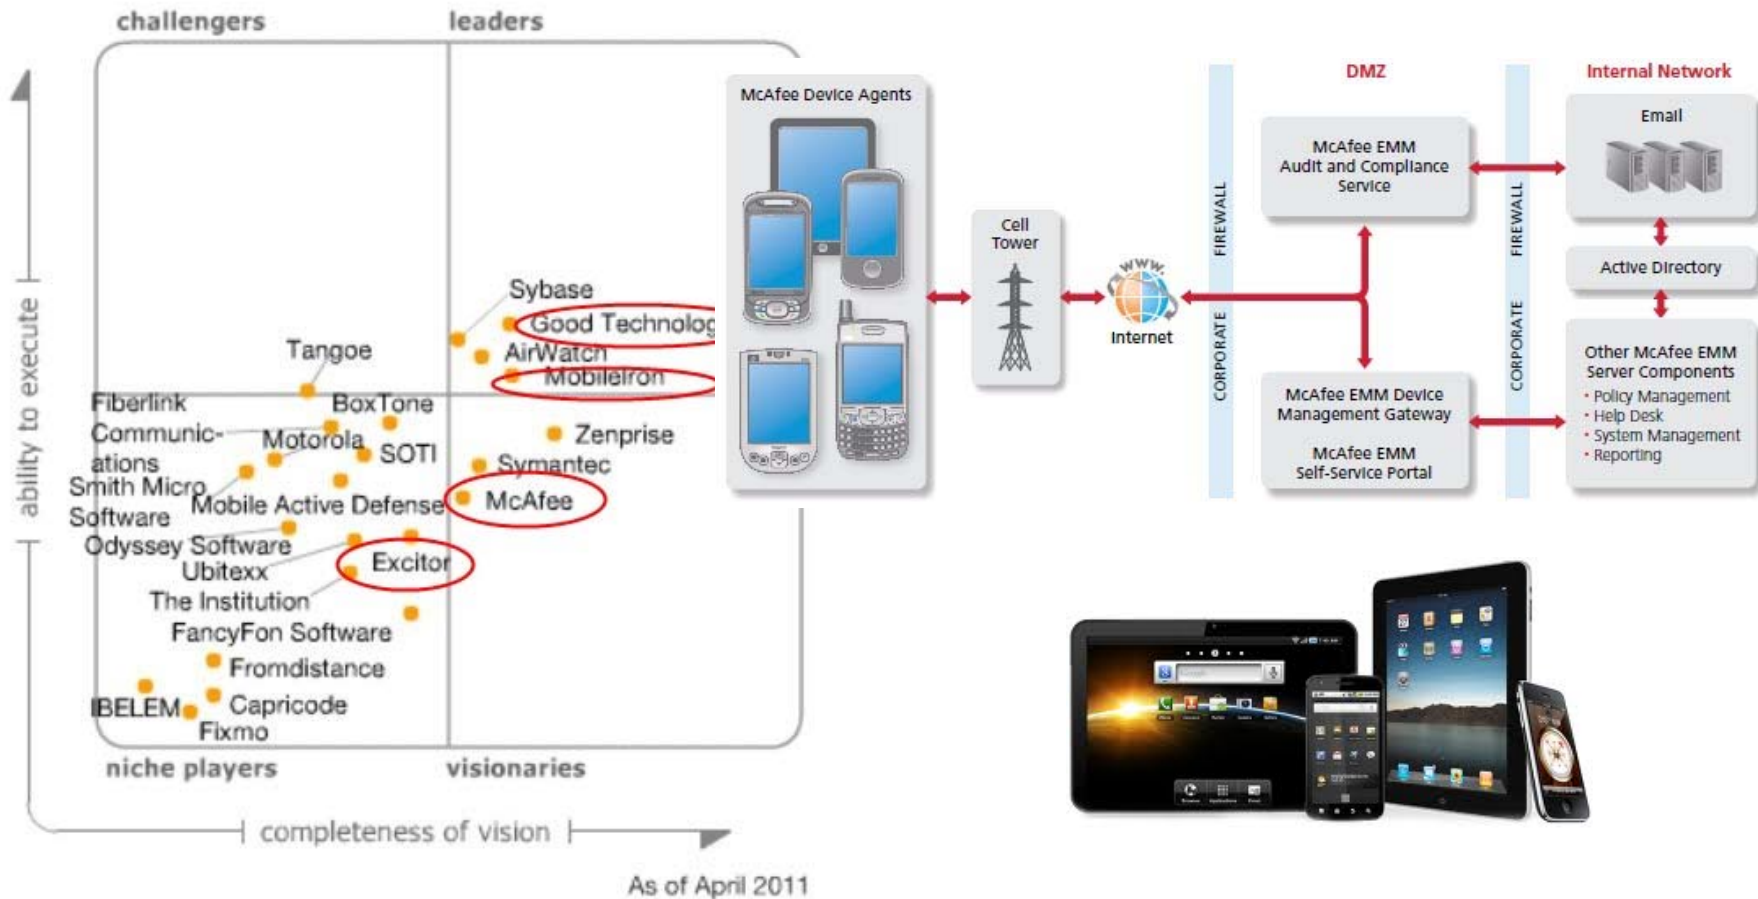 challengers
leaders
ability to execute
Sybase
Good Technolog
AirWatch
MobileIron
Tangoe
Fiberlink
Communic-
ations
BoxTone
Motorola
SOTI
Zenprise
Symantec
Smith Micro
Software
Mobile Active Defense
McAfee
Odyssey Software
Ubitexx
Excitor
The Institution
FancyFon Software
Fromdistance
IBELEM
Capricode
Fixmo
niche players
visionaries
completeness of vision
As of April 2011
McAfee Device Agents
Cell
Tower
WWW.
Internet
CORPORATE FIREWALL
DMZ
McAfee EMM
Audit and Compliance
Service
McAfee EMM Device
Management Gateway
McAfee EMM
Self-Service Portal
CORPORATE FIREWALL
Internal Network
Email
Active Directory
Other McAfee EMM
Server Components
• Policy Management
• Help Desk
• System Management
• Reporting